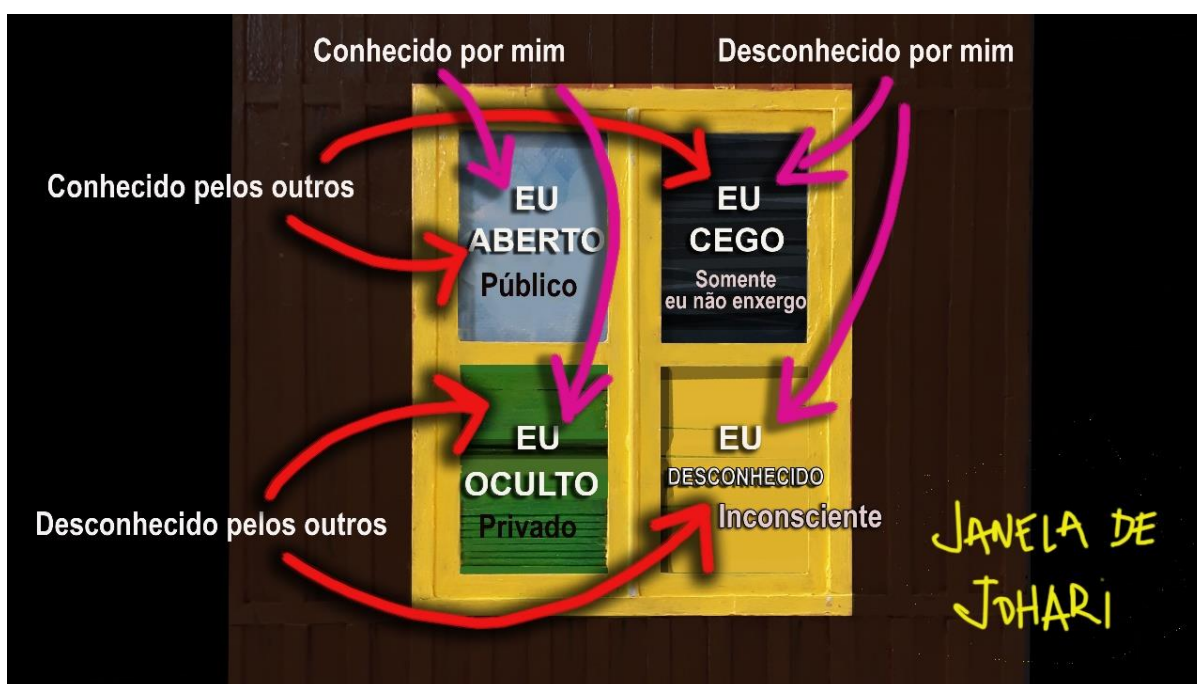 Conhecido por mim
Desconhecido por mim
Conhecido pelos outros
EU
ABERTO
Público
EU
CEGO
Somente
eu não enxergo
EU
OCULTO
Privado
EU
DESCONHECIDO
Inconsciente
Desconhecido pelos outros
JANELA DE
JOHARI